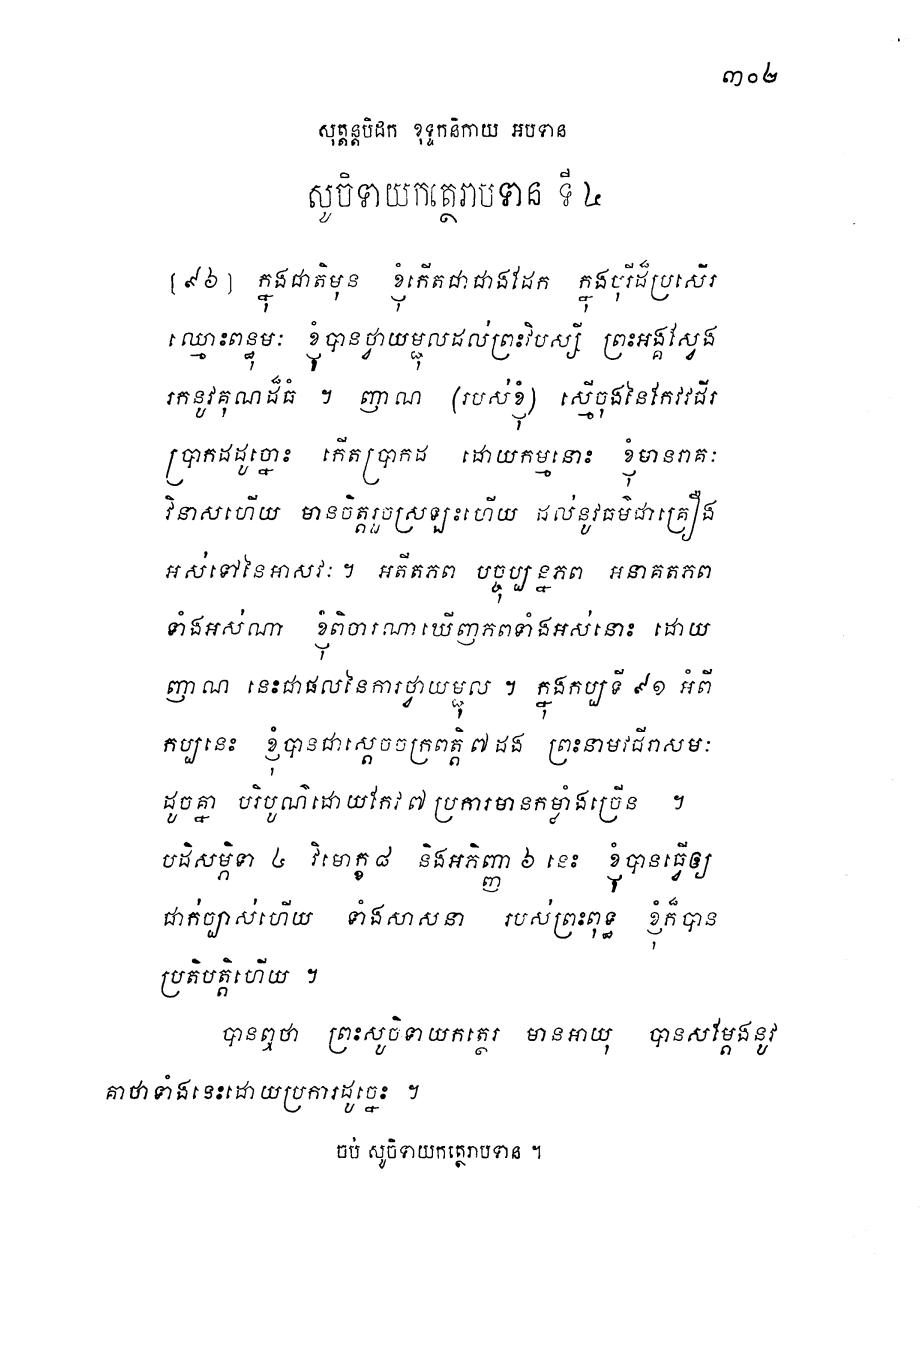 ៣០២
សុត្តន្តបិដក ខុទ្ទកនិកាយ អបទាន
សូចិទាយកត្ថេរាបទាន ទី ៤
[៩៦] ក្នុងជាតិមុន ខ្ញុំកើតជាជាងដែក ក្នុងបុរីដ៏ប្រសើរ
ឈ្មោះពន្ធុមៈ ខ្ញុំបានថ្វាយម្ជុលដល់ព្រះវិបស្សី ព្រះអង្គស្វែង
រកនូវគុណដ៏ធំ ។ ញាណ (របស់ខ្ញុំ) ស្មើចុងនៃកែវវជីរ
ប្រាកដដូច្នោះ កើតប្រាកដ ដោយកម្មនោះ ខ្ញុំមានរាគៈ
វិនាសហើយ មានចិត្តរួចស្រឡះហើយ ដល់នូវធម៌ជាគ្រឿង
អស់ទៅនៃអាសវៈ ។ អតីតភព បច្ចុប្បន្នភព អនាគតភព
ទាំងអស់ណា ខ្ញុំពិចារណាឃើញភពទាំងអស់នោះ ដោយ
ញាណ នេះជាផលនៃការថ្វាយម្ជុល ។ ក្នុងកប្បទី ៩១ អំពី
កប្បនេះ ខ្ញុំបានជាស្តេចចក្រពត្តិ ៧ ដង ព្រះនាមវជីរាសមៈ
ដូចគ្នា បរិបូណ៌ដោយកែវ ៧ ប្រការមានកម្លាំងច្រើន ។
បដិសម្ភិទា ៤ វិមោក្ខ ៨ និងអភិញ្ញា ៦ នេះ ខ្ញុំបានធ្វើឲ្យ
ជាក់ច្បាស់ហើយ ទាំងសាសនា របស់ព្រះពុទ្ធ ខ្ញុំក៏បាន
ប្រតិបត្តិហើយ ។
បានឮថា ព្រះសូចិទាយកត្ថេរ មានអាយុ បានសម្តែងនូវ
គាថាទាំងនេះដោយប្រការដូច្នេះ ។
ចប់ សូចិទាយកត្ថេរាបទាន ។